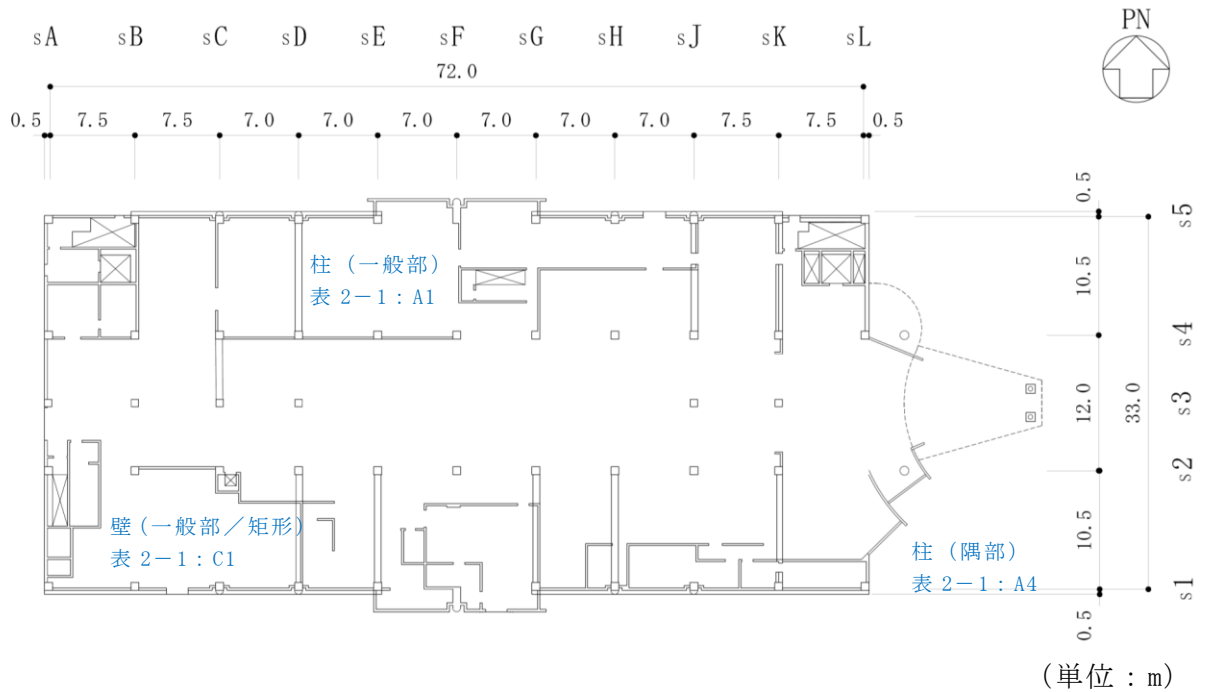 PN
sA sB sC sD sE sF sG sH sJ sK sL
72.0
0.5 7.5 7.5 7.0 7.0 7.0 7.0 7.0 7.0 7.5 7.5 0.5
0.5
s5
柱（一般部）
表 2－1：A1
10.5
s4
12.0
33.0
s3
s2
壁（一般部／矩形）
表 2－1：C1
10.5
柱（隅部）
表 2－1：A4
s1
0.5
(単位：m)